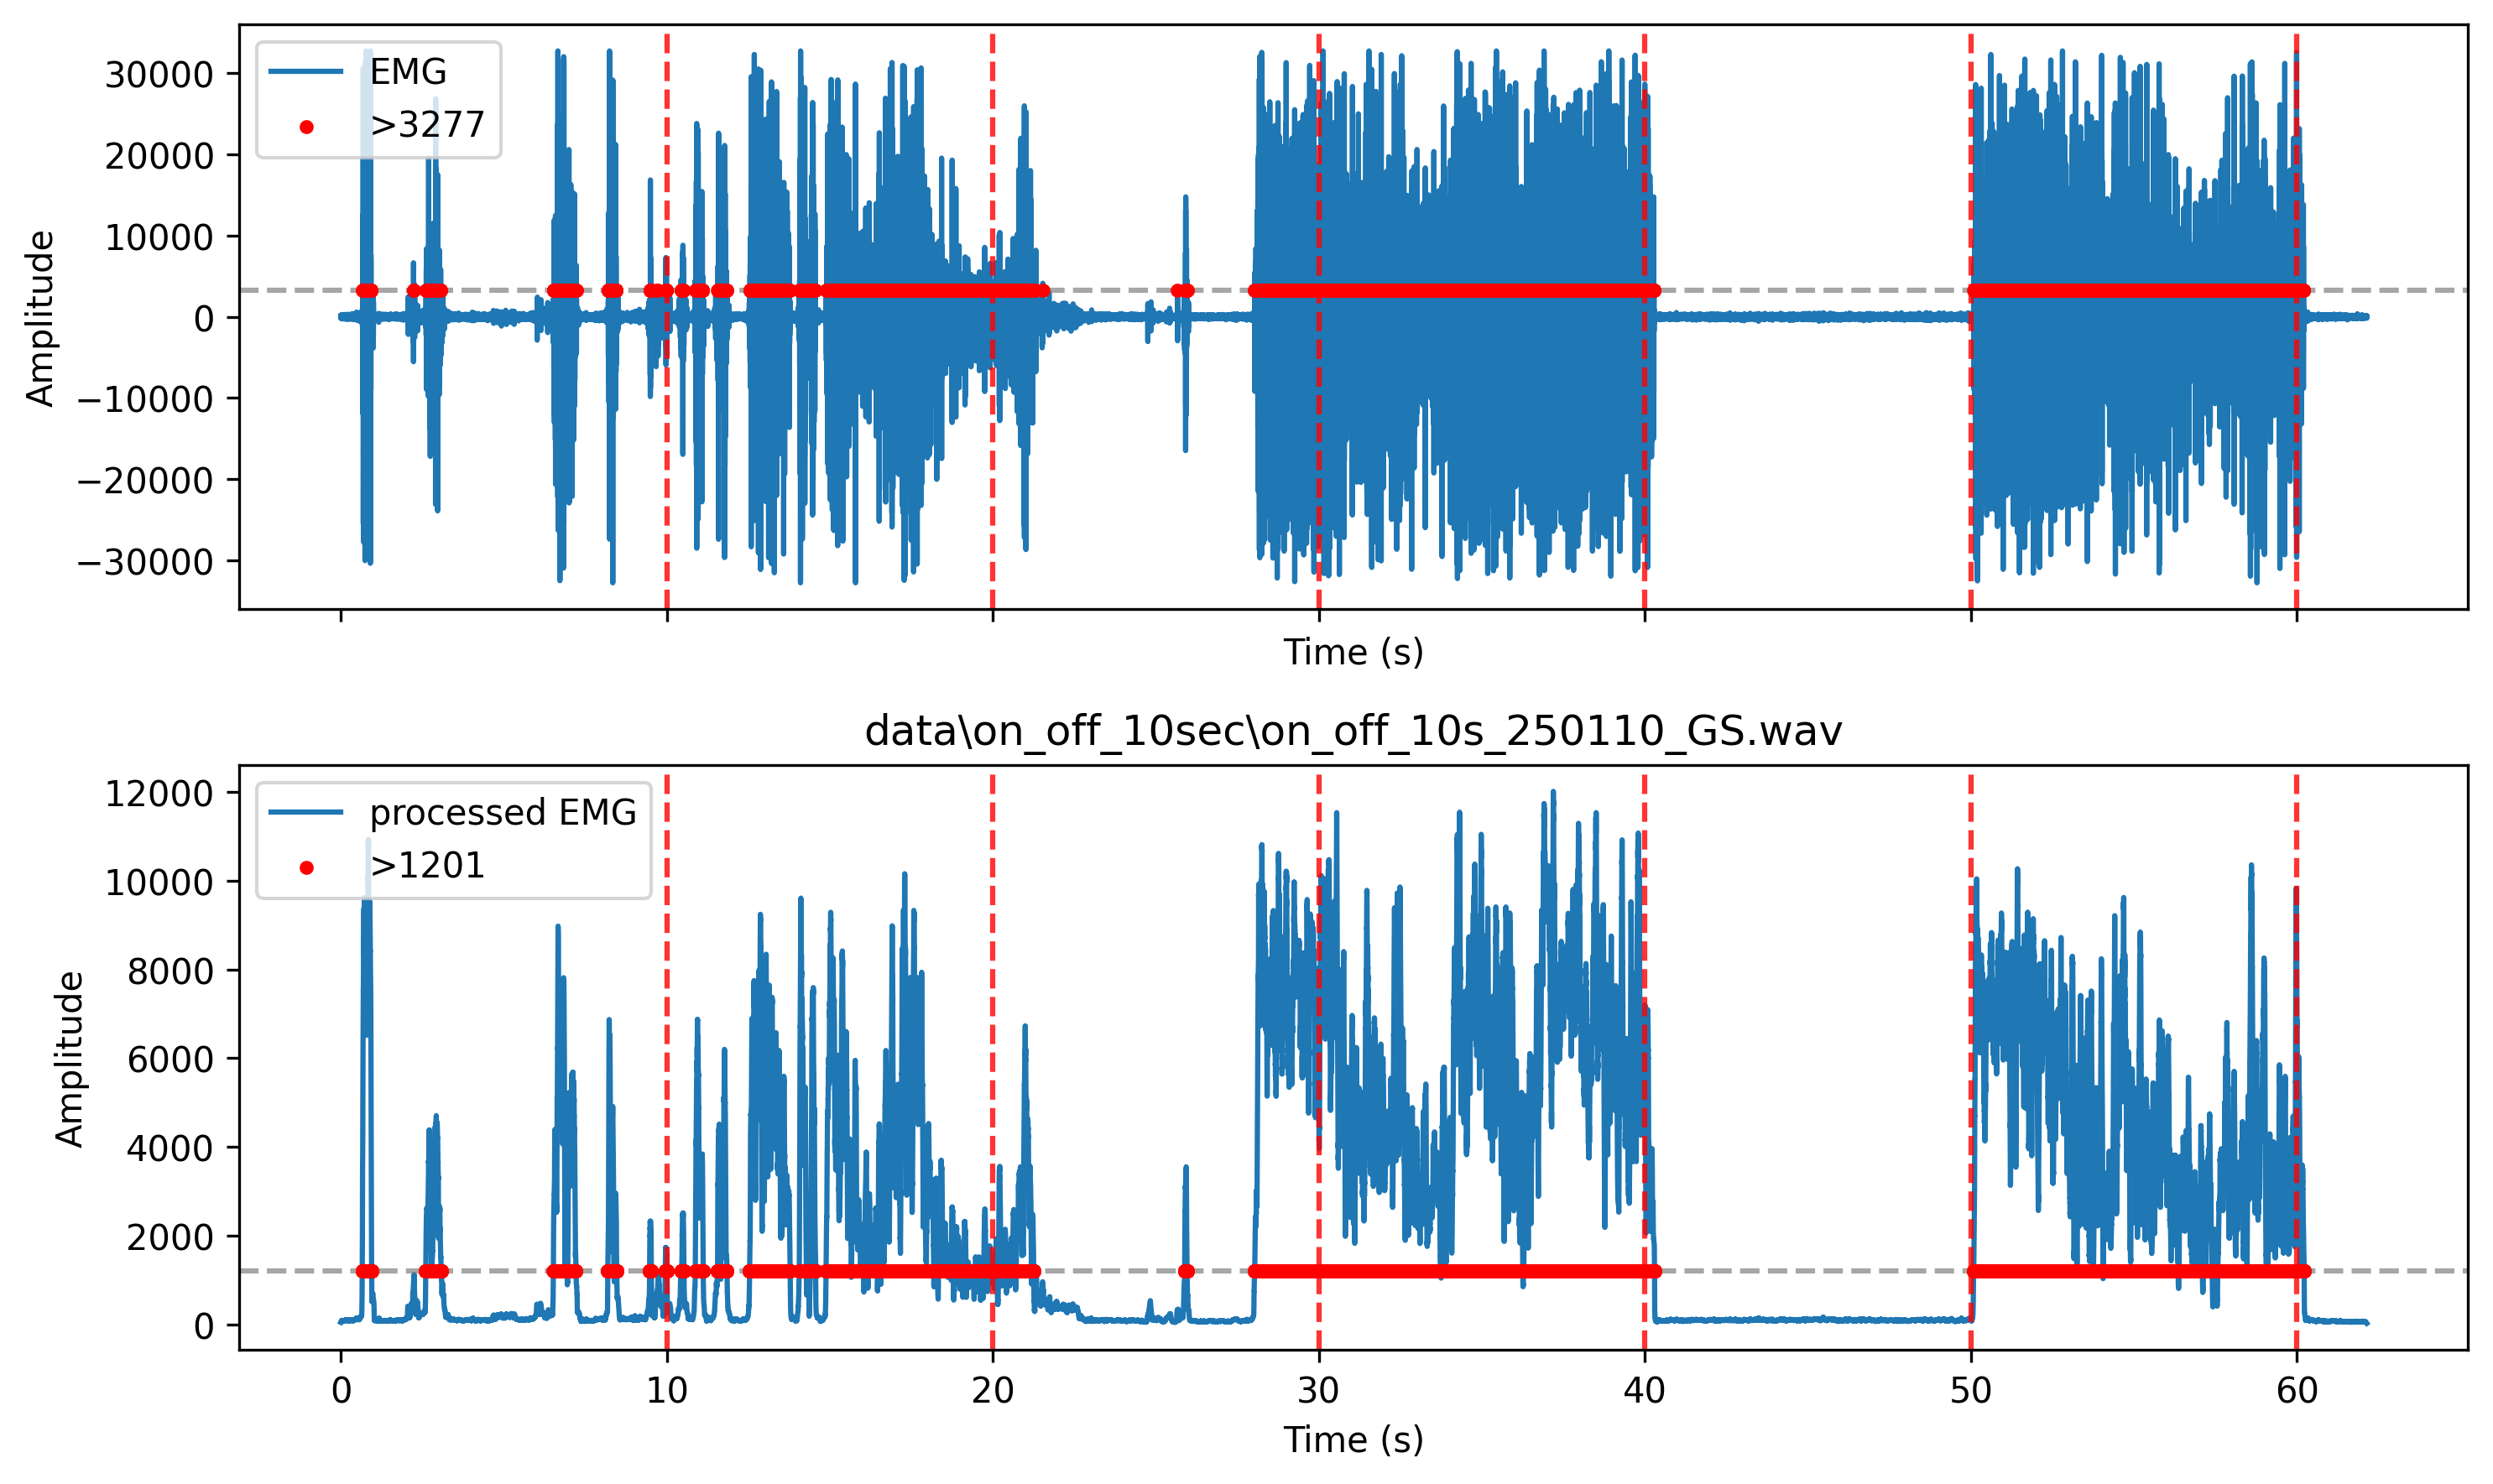 EMG
>3277
30000
20000
10000
0
−10000
−20000
−30000
Amplitude
Time (s)
data\on_off_10sec\on_off_10s_250110_GS.wav
processed EMG
>1201
12000
10000
8000
6000
4000
2000
0
Amplitude
0 10 20 30 40 50 60
Time (s)